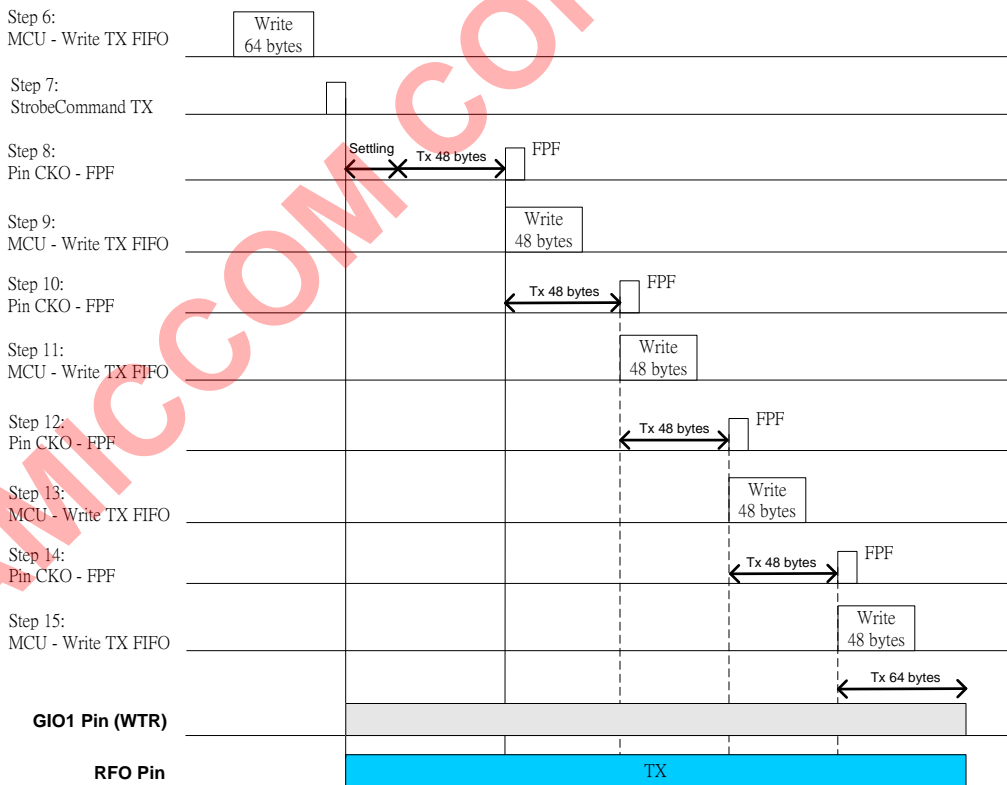 Step 6:
MCU - Write TX FIFO
Write
64 bytes
Step 7:
StrobeCommand TX
Step 8:
Pin CKO - FPF
Settling
Tx 48 bytes
FPF
Step 9:
MCU - Write TX FIFO
Write
48 bytes
Step 10:
Pin CKO - FPF
Tx 48 bytes
FPF
Step 11:
MCU - Write TX FIFO
Write
48 bytes
Step 12:
Pin CKO - FPF
Tx 48 bytes
FPF
Step 13:
MCU - Write TX FIFO
Write
48 bytes
Step 14:
Pin CKO - FPF
Tx 48 bytes
FPF
Step 15:
MCU - Write TX FIFO
Write
48 bytes
Tx 64 bytes
GIO1 Pin (WTR)
RFO Pin
TX
AMICCOM CO